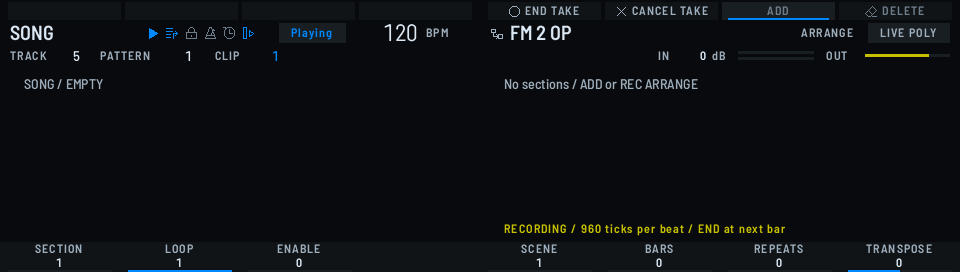 END TAKE CANCEL TAKE ADD DELETE
SONG Playing 120 BPM FM 2 OP ARRANGE LIVE POLY
TRACK 5 PATTERN 1 CLIP 1 IN 0 dB OUT
SONG / EMPTY No sections / ADD or REC ARRANGE
RECORDING / 960 ticks per beat / END at next bar
SECTION LOOP ENABLE SCENE BARS REPEATS TRANSPOSE
1 1 0 1 0 0 0